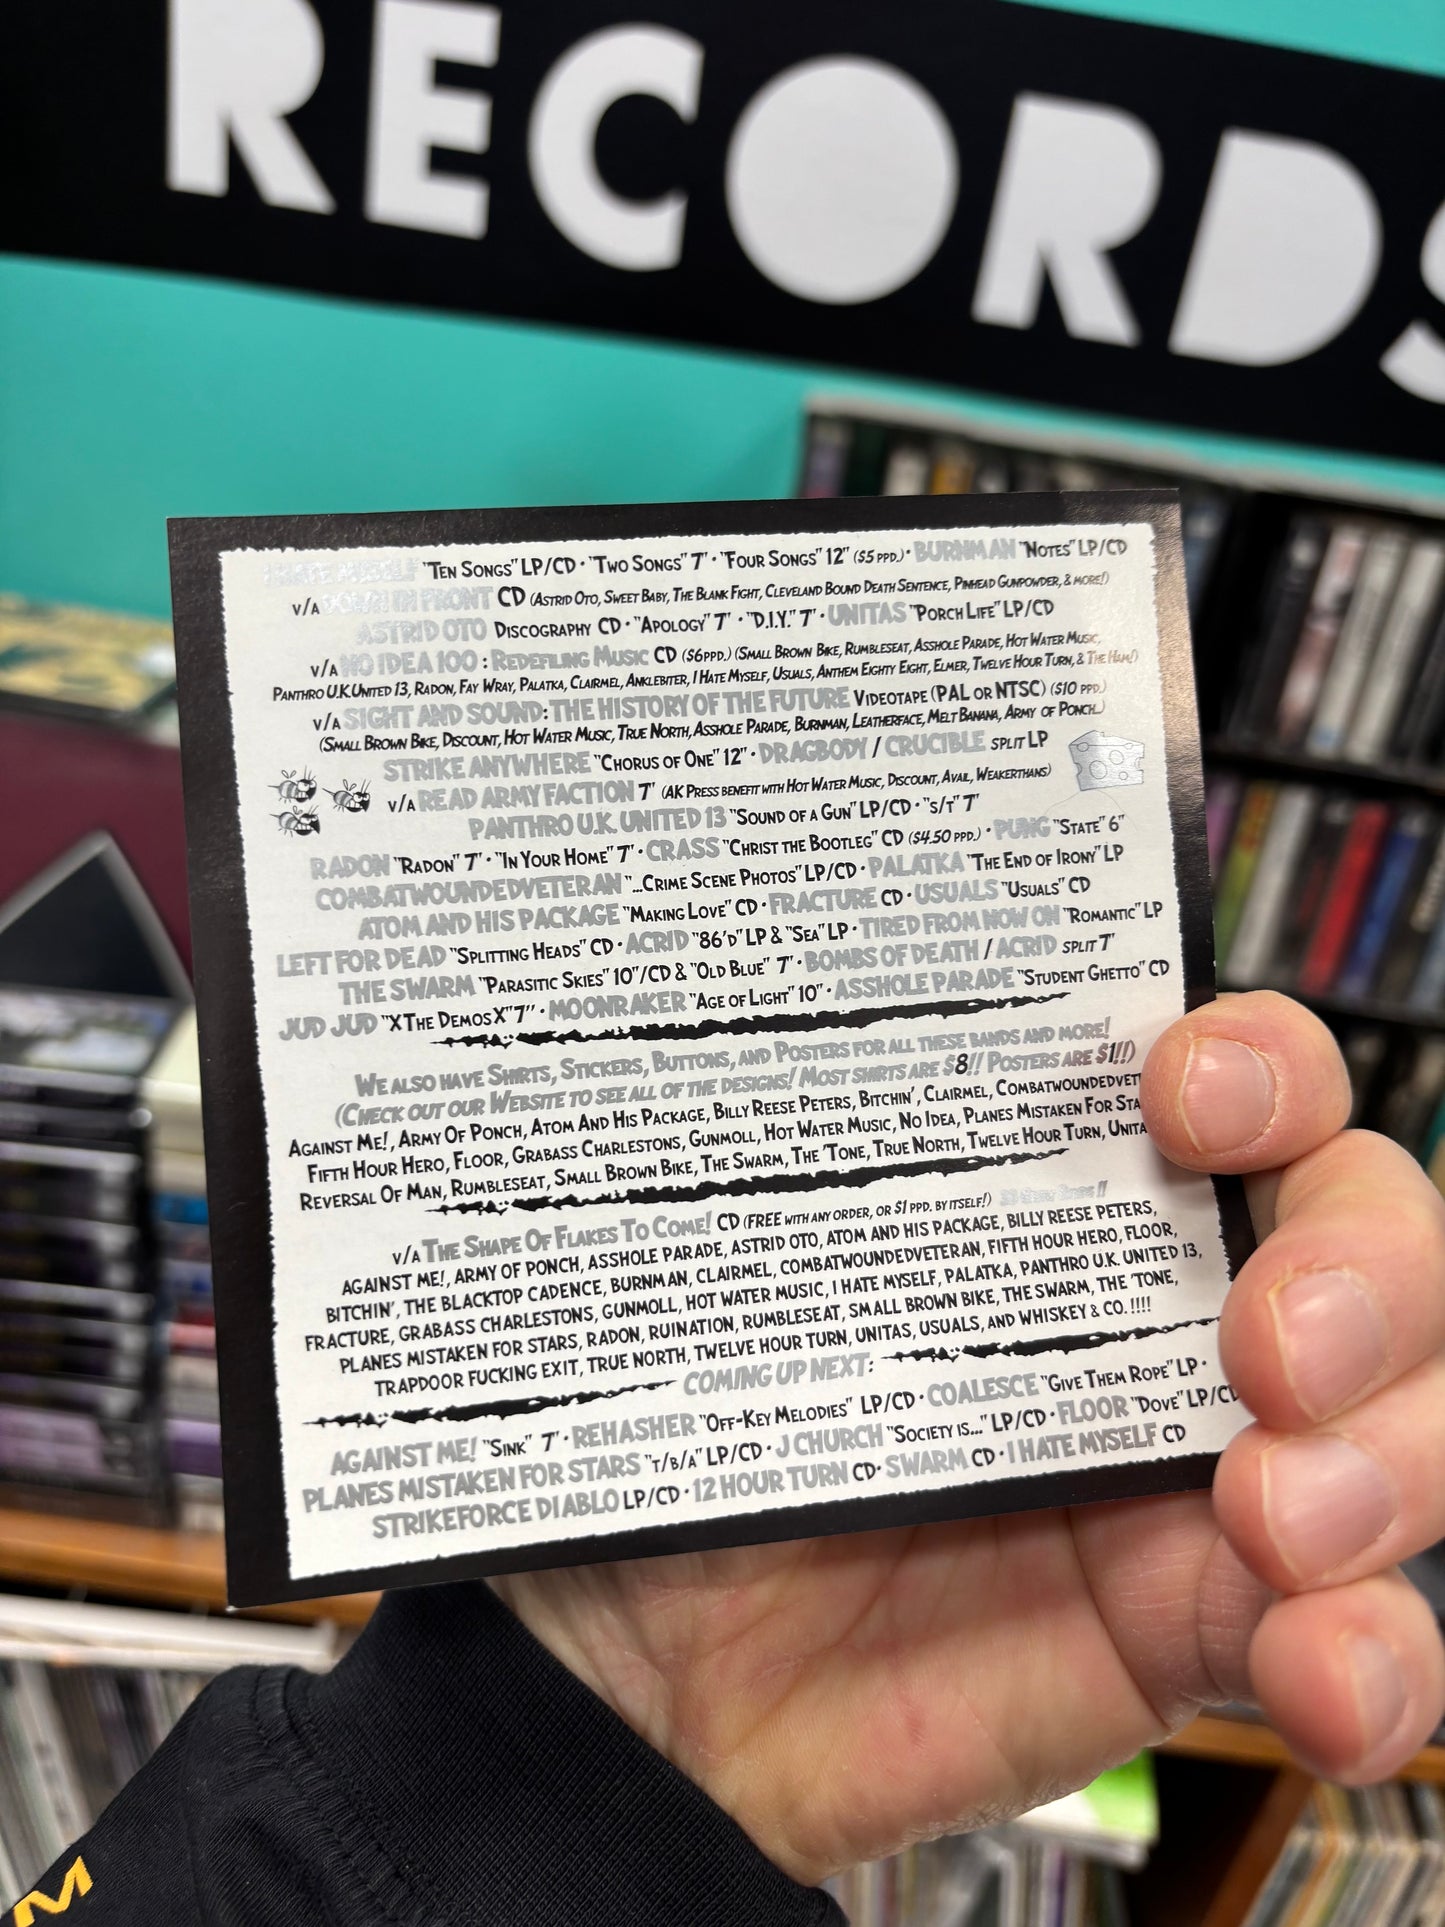 RECORDS
I HATE MYSELF "TEN SONGS" LP/CD · "TWO SONGS" 7" · "FOUR SONGS" 12" ($5 PPD.) · BURNMAN "NOTES" LP/CD
V/A DOWN IN FRONT CD (ASTRID OTO, SWEET BABY, THE BLANK FIGHT, CLEVELAND BOUND DEATH SENTENCE, PINHEAD GUNPOWDER, & MORE!)
ASTRID OTO DISCOGRAPHY CD · "APOLOGY" 7" · "D.I.Y." 7" · UNITAS "PORCH LIFE" LP/CD
V/A NO IDEA 100 : REDEFILING MUSIC CD ($6PPD.) (SMALL BROWN BIKE, RUMBLESEAT, ASSHOLE PARADE, HOT WATER MUSIC,
PANTHRO U.K.UNITED 13, RADON, FAY WRAY, PALATKA, CLAIRMEL, ANKLEBITER, I HATE MYSELF, USUALS, ANTHEM EIGHTY EIGHT, ELMER, TWELVE HOUR TURN, & THE HAM!)
V/A SIGHT AND SOUND: THE HISTORY OF THE FUTURE VIDEOTAPE (PAL OR NTSC) ($10 PPD.)
(SMALL BROWN BIKE, DISCOUNT, HOT WATER MUSIC, TRUE NORTH, ASSHOLE PARADE, BURNMAN, LEATHERFACE, MELT BANANA, ARMY OF PONCH..)
STRIKE ANYWHERE "CHORUS OF ONE" 12" · DRAGBODY / CRUCIBLE SPLIT LP
V/A READ ARMY FACTION 7" (AK PRESS BENEFIT WITH HOT WATER MUSIC, DISCOUNT, AVAIL, WEAKERTHANS)
PANTHRO U.K. UNITED 13 "SOUND OF A GUN" LP/CD · "S/T" 7"
RADON "RADON" 7" · "IN YOUR HOME" 7" · CRASS "CHRIST THE BOOTLEG" CD ($4.50 PPD.) · PUNG "STATE" 6"
COMBATWOUNDEDVETERAN "...CRIME SCENE PHOTOS" LP/CD · PALATKA "THE END OF IRONY" LP
ATOM AND HIS PACKAGE "MAKING LOVE" CD · FRACTURE CD · USUALS "USUALS" CD
LEFT FOR DEAD "SPLITTING HEADS" CD · ACRID "86'D" LP & "SEA" LP · TIRED FROM NOW ON "ROMANTIC" LP
THE SWARM "PARASITIC SKIES" 10"/CD & "OLD BLUE" 7" · BOMBS OF DEATH / ACRID SPLIT 7"
JUD JUD "X THE DEMOS X" 7" · MOONRAKER "AGE OF LIGHT" 10" · ASSHOLE PARADE "STUDENT GHETTO" CD
WE ALSO HAVE SHIRTS, STICKERS, BUTTONS, AND POSTERS FOR ALL THESE BANDS AND MORE!
(CHECK OUT OUR WEBSITE TO SEE ALL OF THE DESIGNS! MOST SHIRTS ARE $8!! POSTERS ARE $1!!)
AGAINST ME!, ARMY OF PONCH, ATOM AND HIS PACKAGE, BILLY REESE PETERS, BITCHIN', CLAIRMEL, COMBATWOUNDEDVET
FIFTH HOUR HERO, FLOOR, GRABASS CHARLESTONS, GUNMOLL, HOT WATER MUSIC, NO IDEA, PLANES MISTAKEN FOR STA
REVERSAL OF MAN, RUMBLESEAT, SMALL BROWN BIKE, THE SWARM, THE 'TONE, TRUE NORTH, TWELVE HOUR TURN, UNITA
V/A THE SHAPE OF FLAKES TO COME! CD (FREE WITH ANY ORDER, OR $1 PPD. BY ITSELF!)
AGAINST ME!, ARMY OF PONCH, ASSHOLE PARADE, ASTRID OTO, ATOM AND HIS PACKAGE, BILLY REESE PETERS,
BITCHIN', THE BLACKTOP CADENCE, BURNMAN, CLAIRMEL, COMBATWOUNDEDVETERAN, FIFTH HOUR HERO, FLOOR,
FRACTURE, GRABASS CHARLESTONS, GUNMOLL, HOT WATER MUSIC, I HATE MYSELF, PALATKA, PANTHRO U.K. UNITED 13,
PLANES MISTAKEN FOR STARS, RADON, RUINATION, RUMBLESEAT, SMALL BROWN BIKE, THE SWARM, THE 'TONE,
TRAPDOOR FUCKING EXIT, TRUE NORTH, TWELVE HOUR TURN, UNITAS, USUALS, AND WHISKEY & CO. !!!!
COMING UP NEXT:
AGAINST ME! "SINK" 7" · REHASHER "OFF-KEY MELODIES" LP/CD · COALESCE "GIVE THEM ROPE" LP ·
PLANES MISTAKEN FOR STARS "T/B/A" LP/CD · J CHURCH "SOCIETY IS..." LP/CD · FLOOR "DOVE" LP/CD
STRIKEFORCE DIABLO LP/CD · 12 HOUR TURN CD · SWARM CD · I HATE MYSELF CD
M